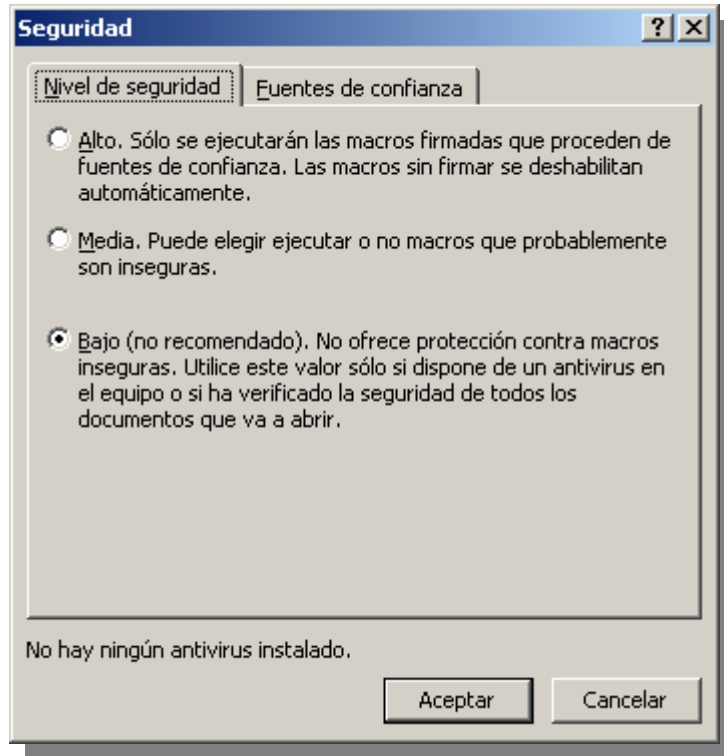 Seguridad
Nivel de seguridad
Fuentes de confianza
Alto. Sólo se ejecutarán las macros firmadas que proceden de
fuentes de confianza. Las macros sin firmar se deshabilitan
automáticamente.
Media. Puede elegir ejecutar o no macros que probablemente
son inseguras.
Bajo (no recomendado). No ofrece protección contra macros
inseguras. Utilice este valor sólo si dispone de un antivirus en
el equipo o si ha verificado la seguridad de todos los
documentos que va a abrir.
No hay ningún antivirus instalado.
Aceptar
Cancelar